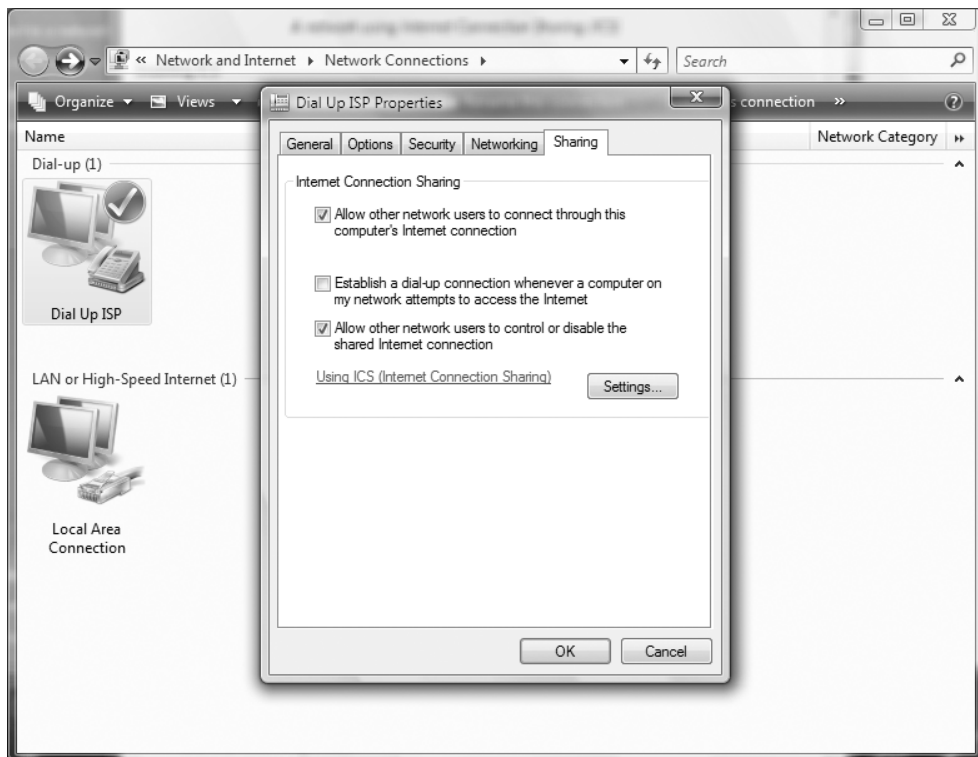 « Network and Internet ▸ Network Connections ▸
Search
Organize
Views
s connection »
Name
Network Category
Dial-up (1)
Dial Up ISP
LAN or High-Speed Internet (1)
Local Area
Connection
Dial Up ISP Properties
General
Options
Security
Networking
Sharing
Internet Connection Sharing
Allow other network users to connect through this
computer's Internet connection
Establish a dial-up connection whenever a computer on
my network attempts to access the Internet
Allow other network users to control or disable the
shared Internet connection
Using ICS (Internet Connection Sharing)
Settings...
OK
Cancel